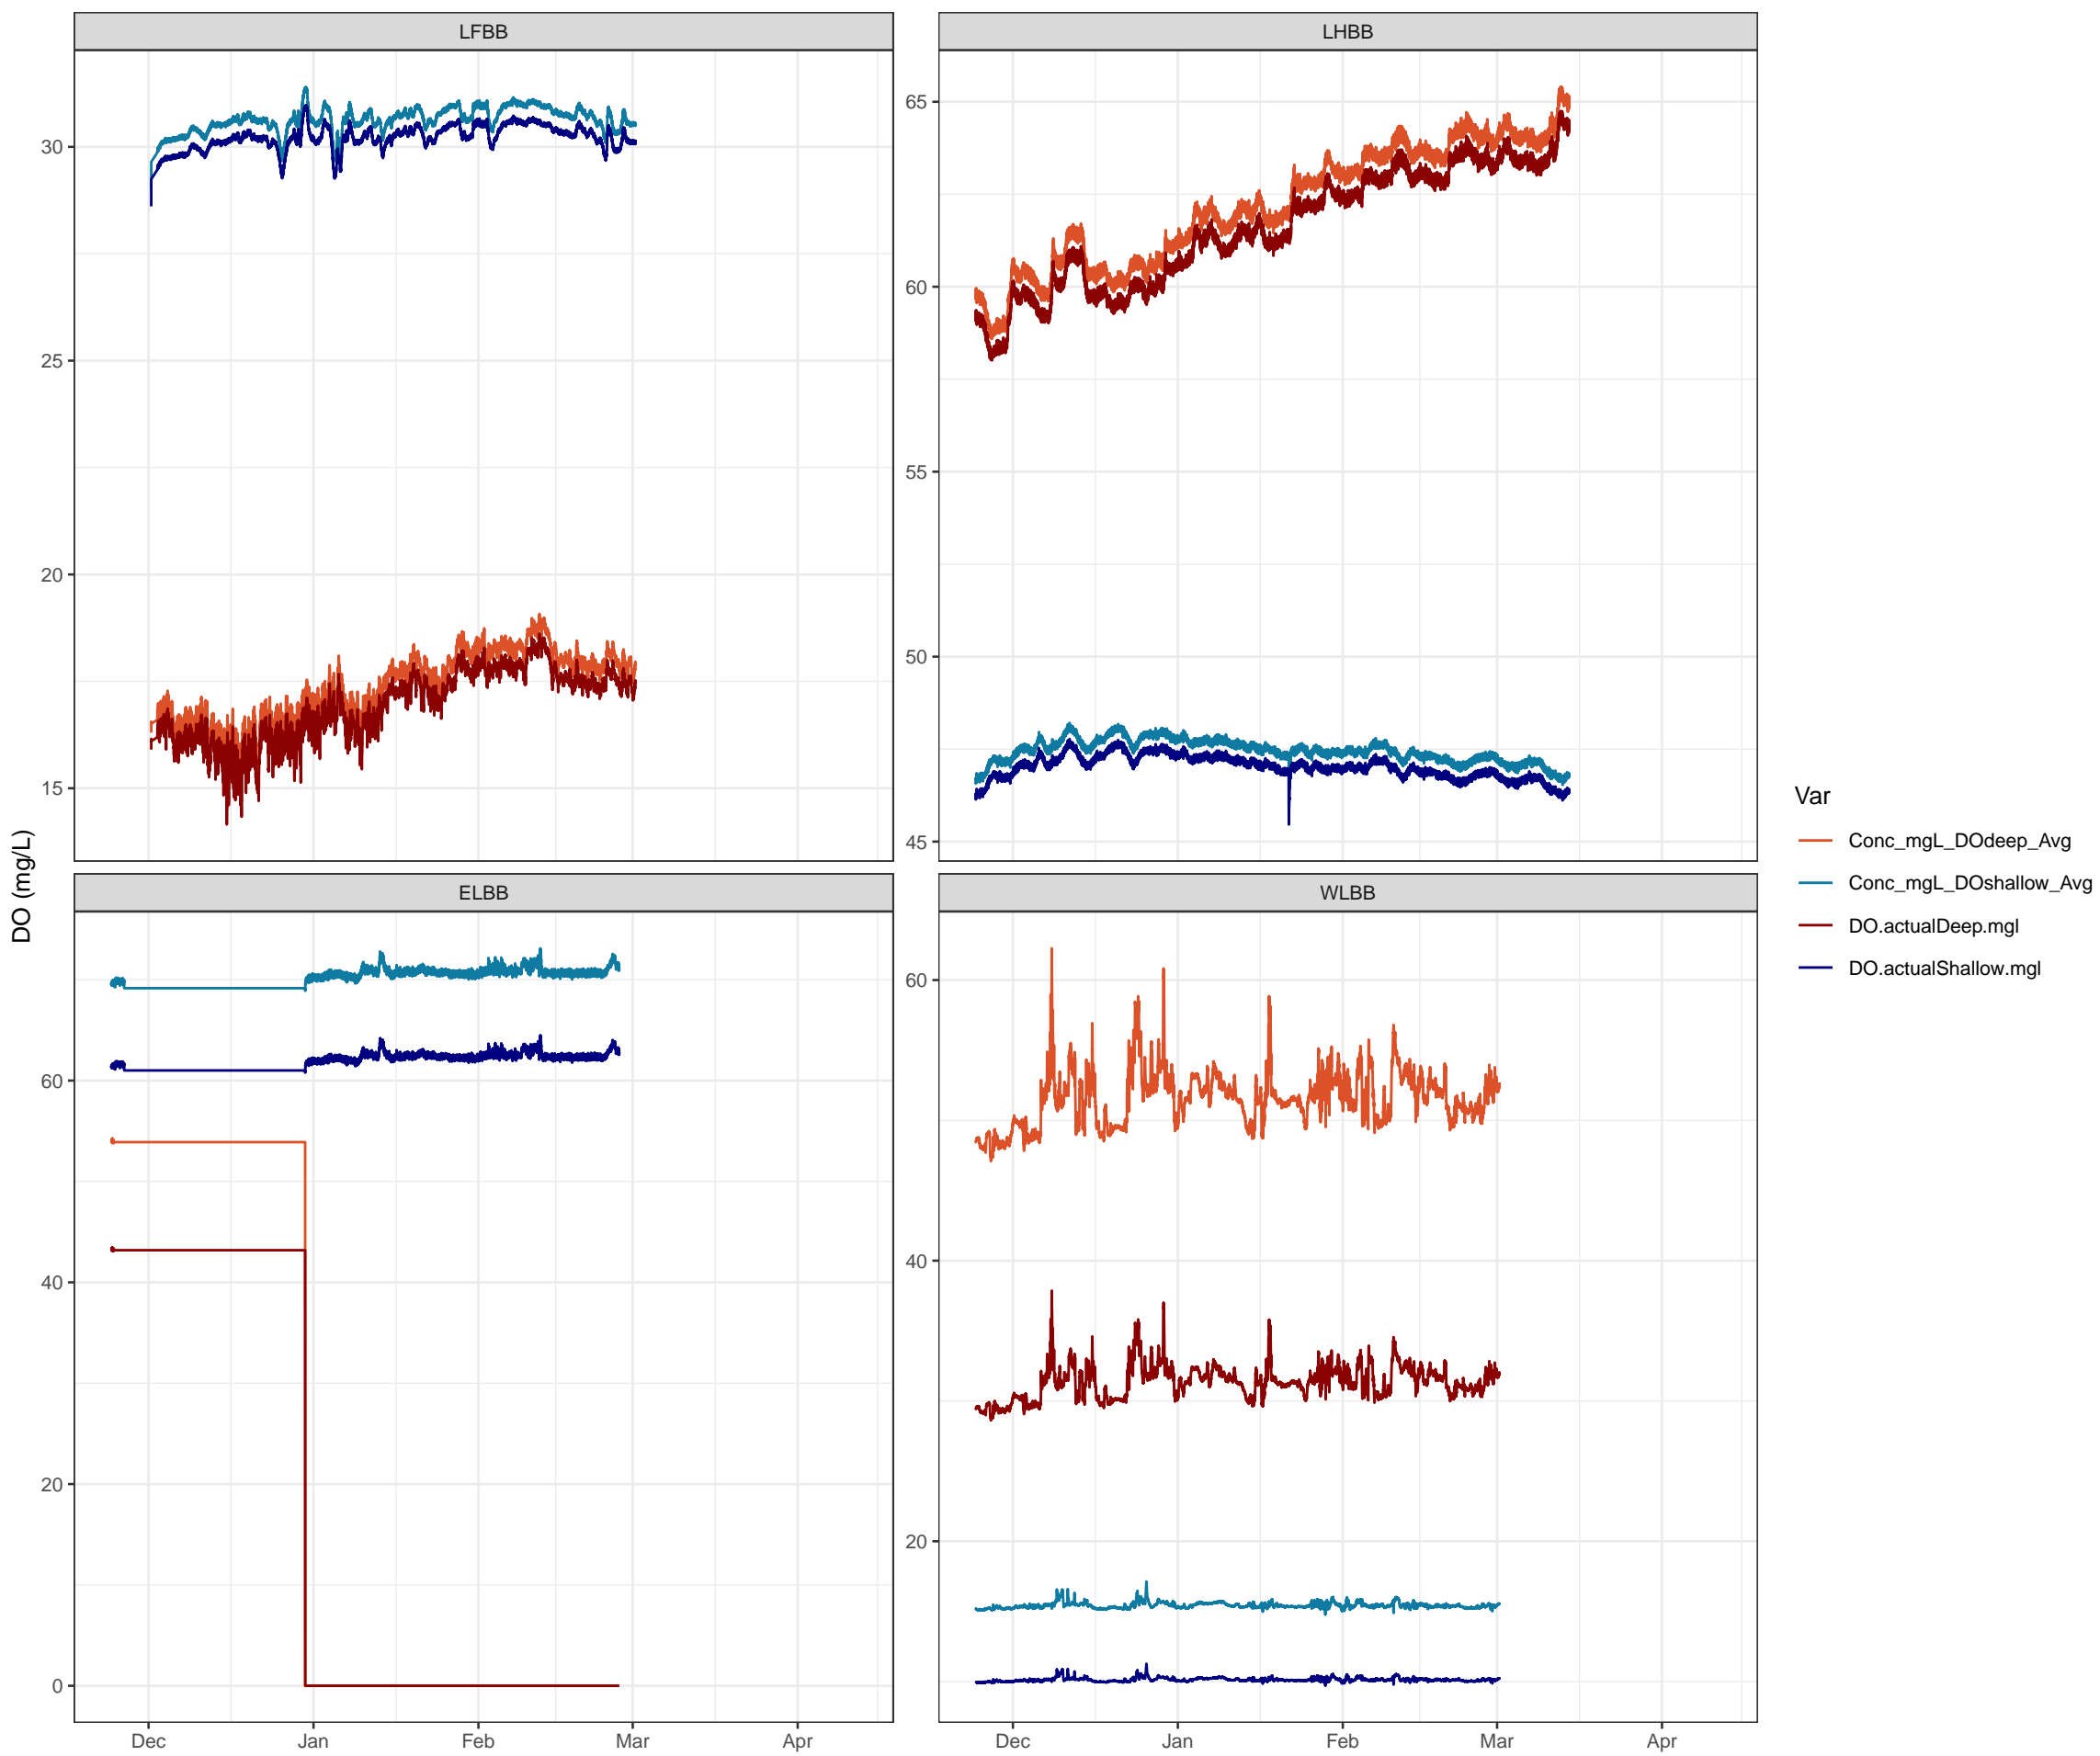 LFBB
LHBB
30
25
20
15
65
60
55
50
45
DO (mg/L)
ELBB
WLBB
60
40
20
0
60
40
20
Dec Jan Feb Mar Apr
Dec Jan Feb Mar Apr
Var
Conc_mgL_DOdeep_Avg
Conc_mgL_DOshallow_Avg
DO.actualDeep.mgl
DO.actualShallow.mgl